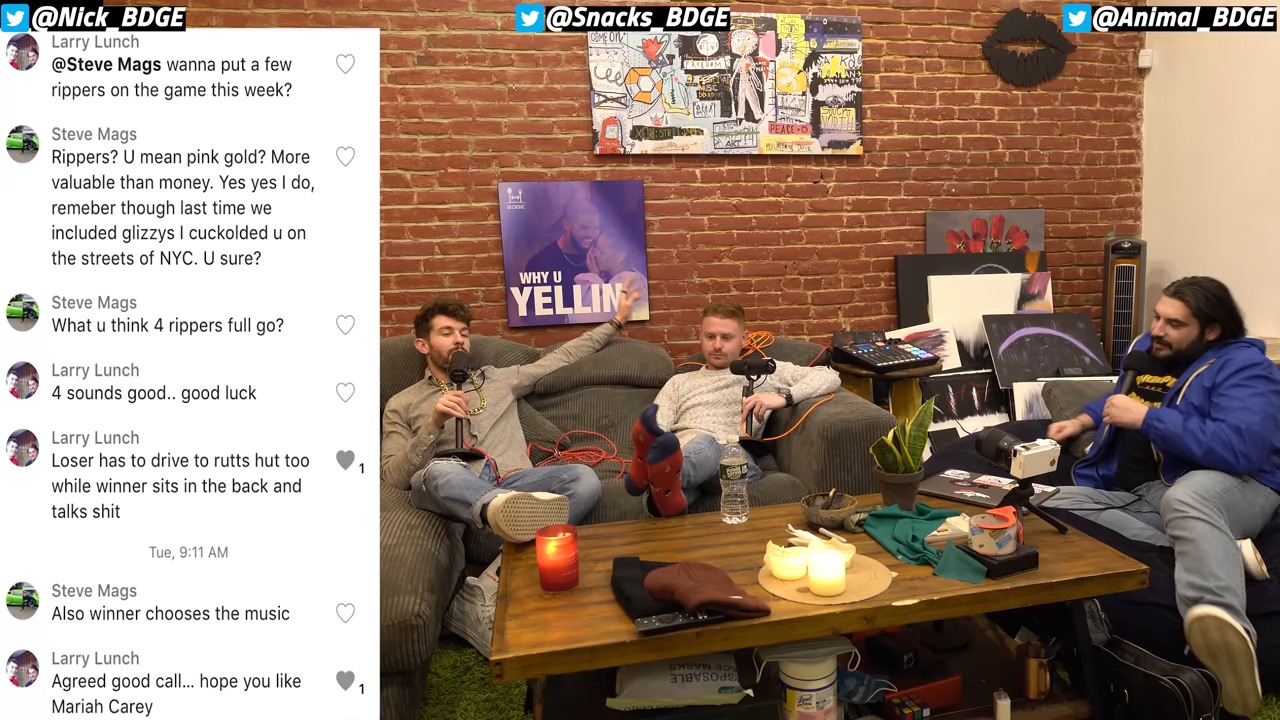 @Nick_BDGE
@Snacks_BDGE
@Animal_BDGE
Larry Lunch
@Steve Mags wanna put a few
rippers on the game this week?
Steve Mags
Rippers? U mean pink gold? More
valuable than money. Yes yes I do,
remeber though last time we
included glizzys I cuckolded u on
the streets of NYC. U sure?
Steve Mags
What u think 4 rippers full go?
Larry Lunch
4 sounds good.. good luck
Larry Lunch
Loser has to drive to rutts hut too
while winner sits in the back and
talks shit
1
Tue, 9:11 AM
Steve Mags
Also winner chooses the music
Larry Lunch
Agreed good call... hope you like
Mariah Carey
1
COME ON
FREEDOM
ART
PEACE
BDGE
WHY U
YELLIN